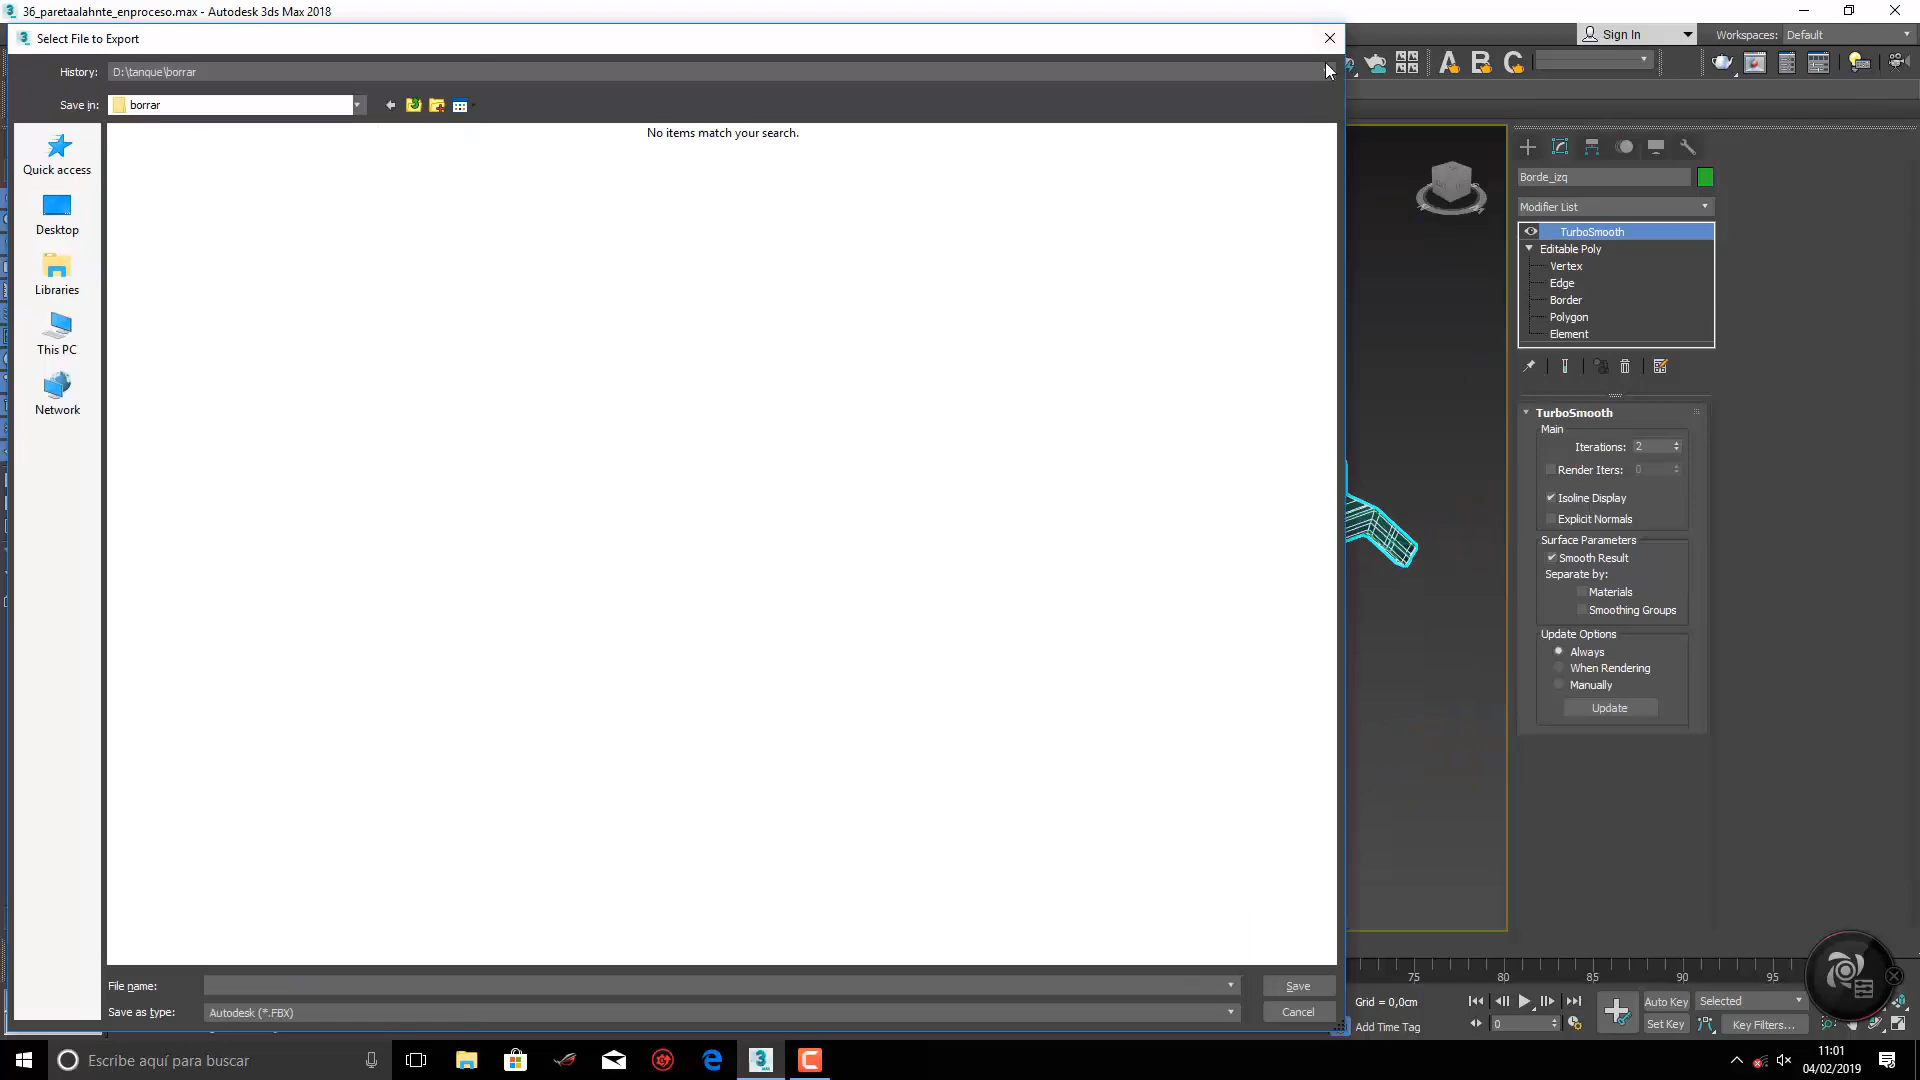 36_paretaalahnte_enproceso.max - Autodesk 3ds Max 2018
Select File to Export
Sign In
Workspaces: Default
History: D:\tanque\borrar
Save in: borrar
No items match your search.
Quick access
Desktop
Libraries
This PC
Network
Borde_izq
Modifier List
TurboSmooth
Editable Poly
Vertex
Edge
Border
Polygon
Element
TurboSmooth
Main
Iterations: 2
Render Iters: 0
Isoline Display
Explicit Normals
Surface Parameters
Smooth Result
Separate by:
Materials
Smoothing Groups
Update Options
Always
When Rendering
Manually
Update
File name:
Save
Save as type: Autodesk (*.FBX)
Cancel
75 80 85 90 95
Grid = 0,0cm
Auto Key Selected
Add Time Tag
0
Set Key Key Filters...
Escribe aquí para buscar
11:01
04/02/2019